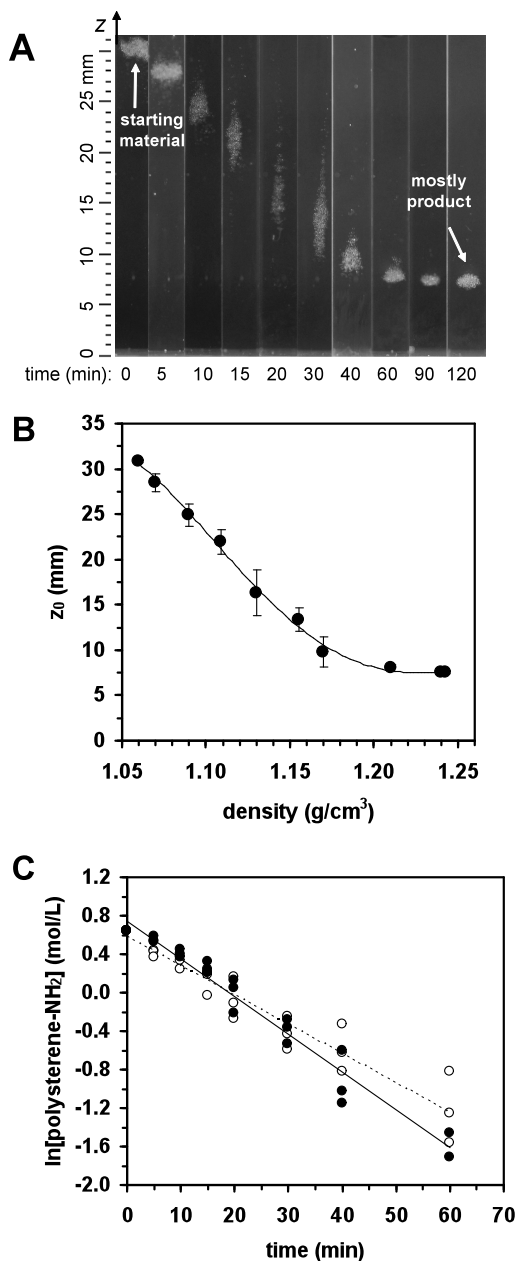 A
z
25 mm
20
15
10
5
0
starting
material
mostly
product
time (min): 0 5 10 15 20 30 40 60 90 120
B
35
30
25
20
15
10
5
0
z0 (mm)
1.05 1.10 1.15 1.20 1.25
density (g/cm3)
C
1.2
0.8
0.4
0.0
-0.4
-0.8
-1.2
-1.6
-2.0
ln[polysterene-NH2] (mol/L)
0 10 20 30 40 50 60 70
time (min)